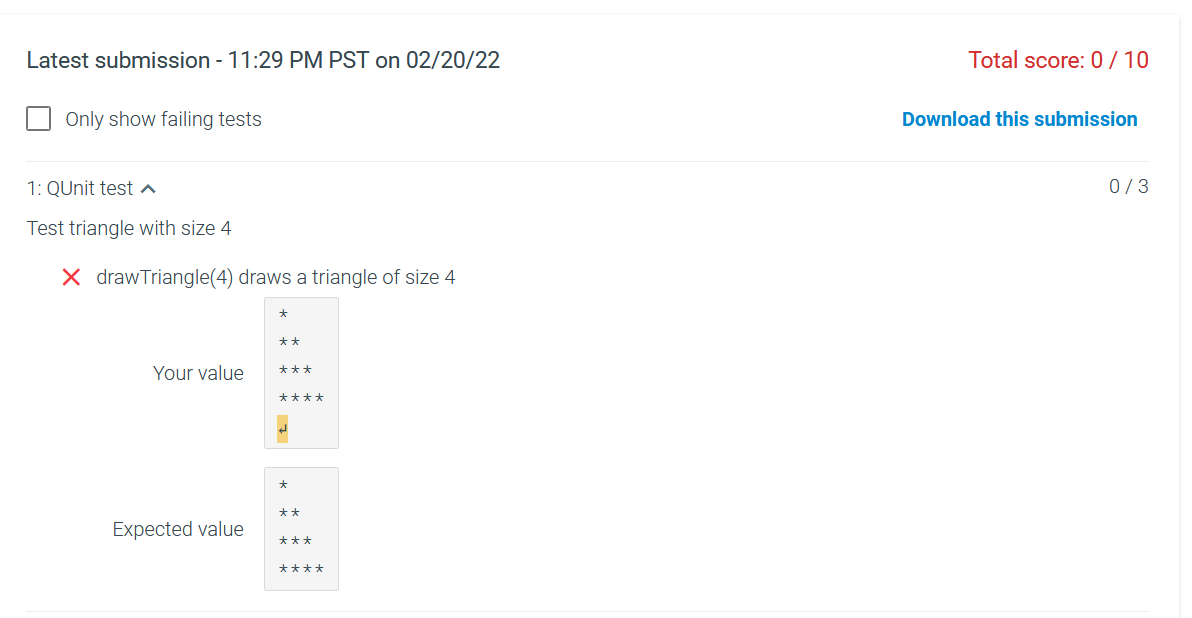 Latest submission - 11:29 PM PST on 02/20/22
Total score: 0 / 10
Only show failing tests
Download this submission
1: QUnit test
0 / 3
Test triangle with size 4
drawTriangle(4) draws a triangle of size 4
Your value
*
**
***
****
↵
Expected value
*
**
***
****